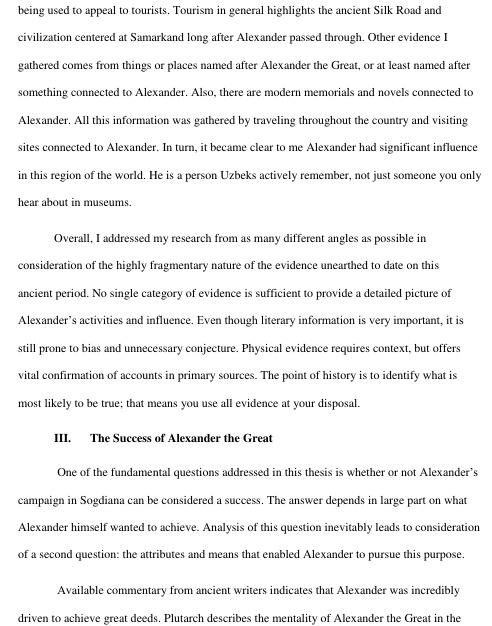 being used to appeal to tourists. Tourism in general highlights the ancient Silk Road and
civilization centered at Samarkand long after Alexander passed through. Other evidence I
gathered comes from things or places named after Alexander the Great, or at least named after
something connected to Alexander. Also, there are modern memorials and novels connected to
Alexander. All this information was gathered by traveling throughout the country and visiting
sites connected to Alexander. In turn, it became clear to me Alexander had significant influence
in this region of the world. He is a person Uzbeks actively remember, not just someone you only
hear about in museums.
Overall, I addressed my research from as many different angles as possible in
consideration of the highly fragmentary nature of the evidence unearthed to date on this
ancient period. No single category of evidence is sufficient to provide a detailed picture of
Alexander’s activities and influence. Even though literary information is very important, it is
still prone to bias and unnecessary conjecture. Physical evidence requires context, but offers
vital confirmation of accounts in primary sources. The point of history is to identify what is
most likely to be true; that means you use all evidence at your disposal.
III. The Success of Alexander the Great
One of the fundamental questions addressed in this thesis is whether or not Alexander’s
campaign in Sogdiana can be considered a success. The answer depends in large part on what
Alexander himself wanted to achieve. Analysis of this question inevitably leads to consideration
of a second question: the attributes and means that enabled Alexander to pursue this purpose.
Available commentary from ancient writers indicates that Alexander was incredibly
driven to achieve great deeds. Plutarch describes the mentality of Alexander the Great in the